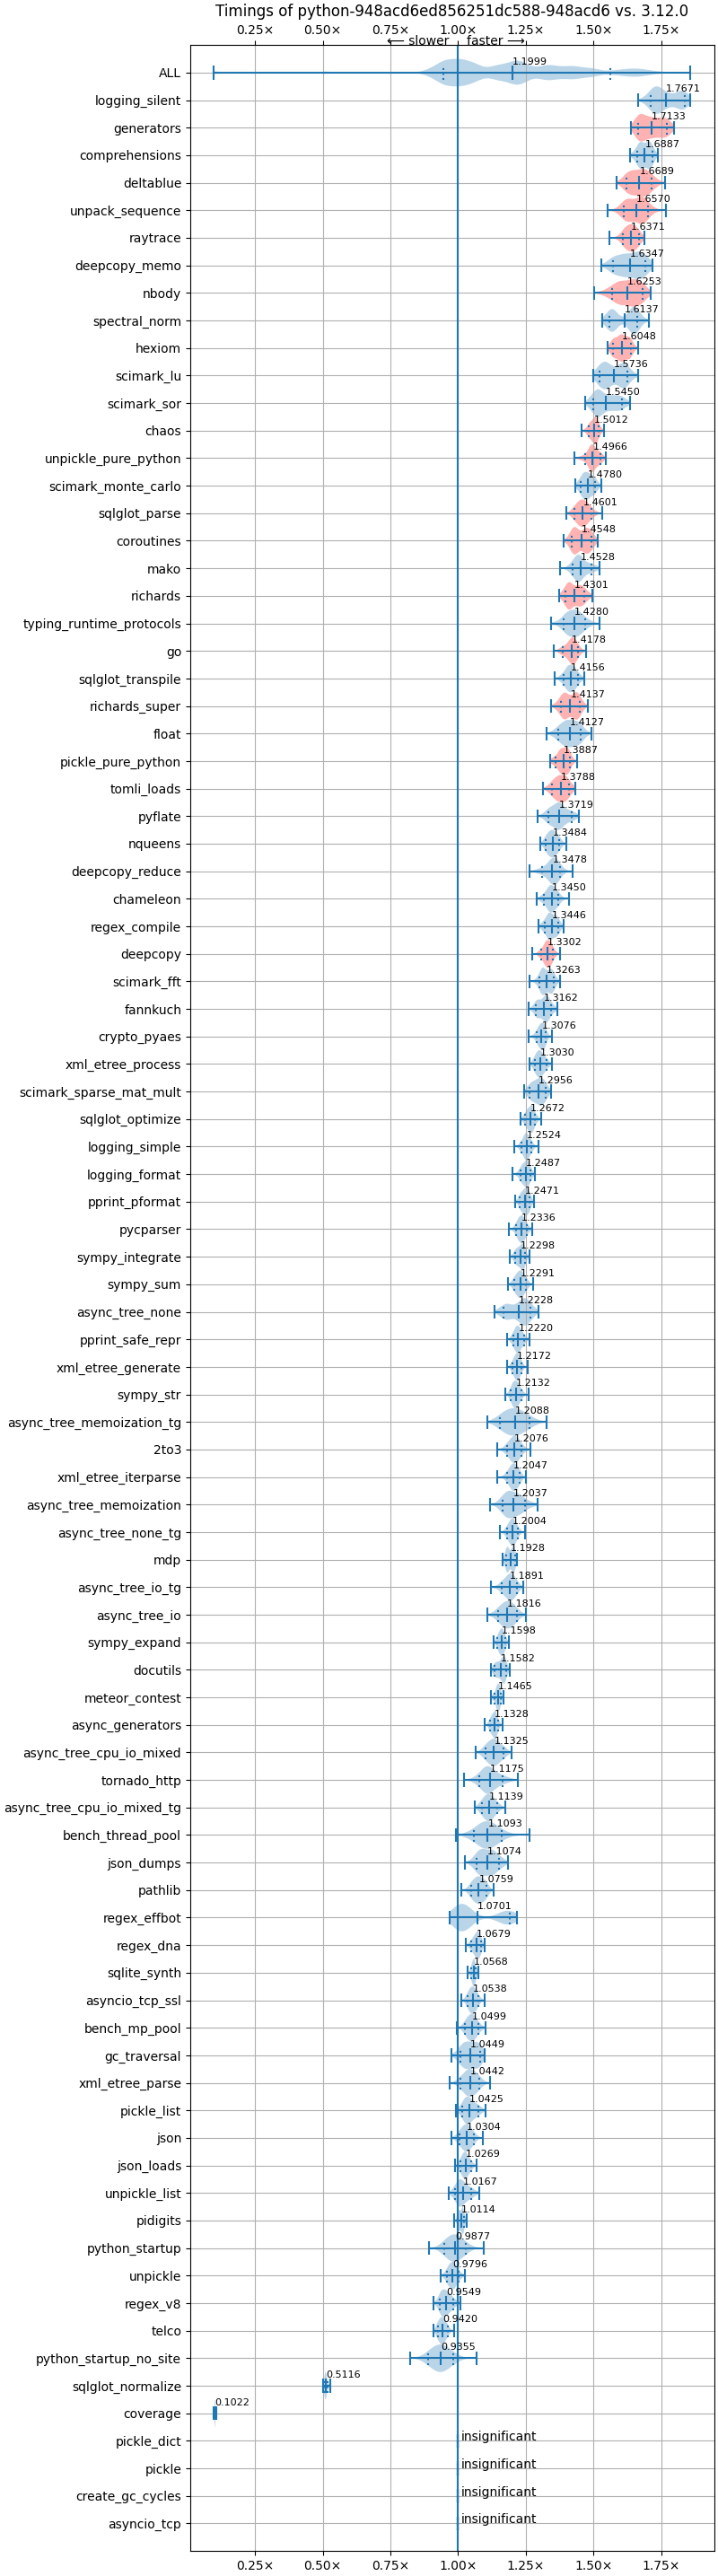 Timings of python-948acd6ed856251dc588-948acd6 vs. 3.12.0
0.25× 0.50× 0.75× 1.00× 1.25× 1.50× 1.75×
⟵ slower faster ⟶
ALL 1.1999
logging_silent 1.7671
generators 1.7133
comprehensions 1.6887
deltablue 1.6689
unpack_sequence 1.6570
raytrace 1.6371
deepcopy_memo 1.6347
nbody 1.6253
spectral_norm 1.6137
hexiom 1.6048
scimark_lu 1.5736
scimark_sor 1.5450
chaos 1.5012
unpickle_pure_python 1.4966
scimark_monte_carlo 1.4780
sqlglot_parse 1.4601
coroutines 1.4548
mako 1.4528
richards 1.4301
typing_runtime_protocols 1.4280
go 1.4178
sqlglot_transpile 1.4156
richards_super 1.4137
float 1.4127
pickle_pure_python 1.3887
tomli_loads 1.3788
pyflate 1.3719
nqueens 1.3484
deepcopy_reduce 1.3478
chameleon 1.3450
regex_compile 1.3446
deepcopy 1.3302
scimark_fft 1.3263
fannkuch 1.3162
crypto_pyaes 1.3076
xml_etree_process 1.3030
scimark_sparse_mat_mult 1.2956
sqlglot_optimize 1.2672
logging_simple 1.2524
logging_format 1.2487
pprint_pformat 1.2471
pycparser 1.2336
sympy_integrate 1.2298
sympy_sum 1.2291
async_tree_none 1.2228
pprint_safe_repr 1.2220
xml_etree_generate 1.2172
sympy_str 1.2132
async_tree_memoization_tg 1.2088
2to3 1.2076
xml_etree_iterparse 1.2047
async_tree_memoization 1.2037
async_tree_none_tg 1.2004
mdp 1.1928
async_tree_io_tg 1.1891
async_tree_io 1.1816
sympy_expand 1.1598
docutils 1.1582
meteor_contest 1.1465
async_generators 1.1328
async_tree_cpu_io_mixed 1.1325
tornado_http 1.1175
async_tree_cpu_io_mixed_tg 1.1139
bench_thread_pool 1.1093
json_dumps 1.1074
pathlib 1.0759
regex_effbot 1.0701
regex_dna 1.0679
sqlite_synth 1.0568
asyncio_tcp_ssl 1.0538
bench_mp_pool 1.0499
gc_traversal 1.0449
xml_etree_parse 1.0442
pickle_list 1.0425
json 1.0304
json_loads 1.0269
unpickle_list 1.0167
pidigits 1.0114
python_startup 0.9877
unpickle 0.9796
regex_v8 0.9549
telco 0.9420
python_startup_no_site 0.9355
sqlglot_normalize 0.5116
coverage 0.1022
pickle_dict insignificant
pickle insignificant
create_gc_cycles insignificant
asyncio_tcp insignificant
0.25× 0.50× 0.75× 1.00× 1.25× 1.50× 1.75×